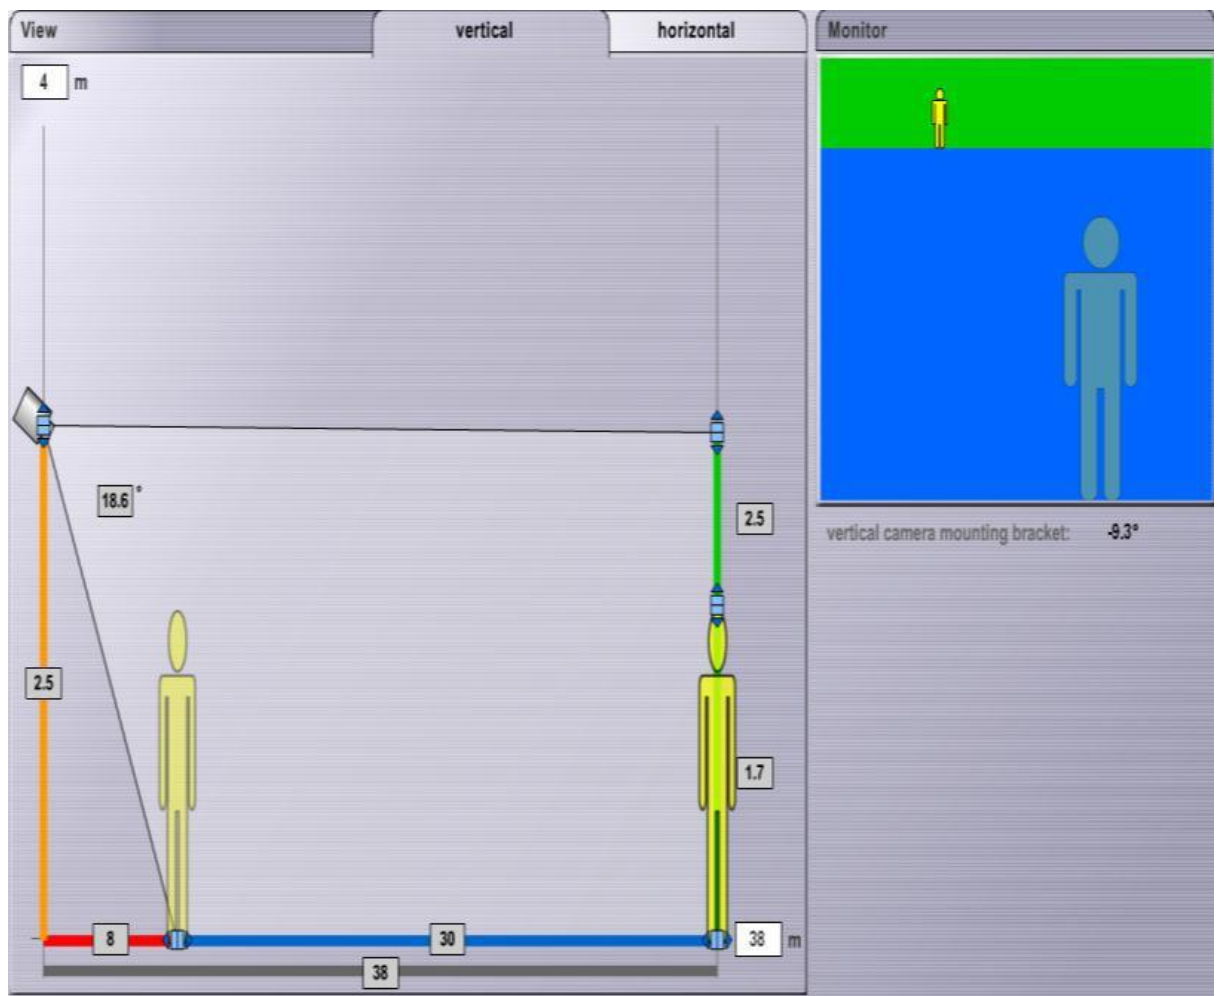 View
vertical
horizontal
Monitor
4 m
18.6°
2.5
vertical camera mounting bracket: -9.3°
2.5
1.7
8
30
38 m
38